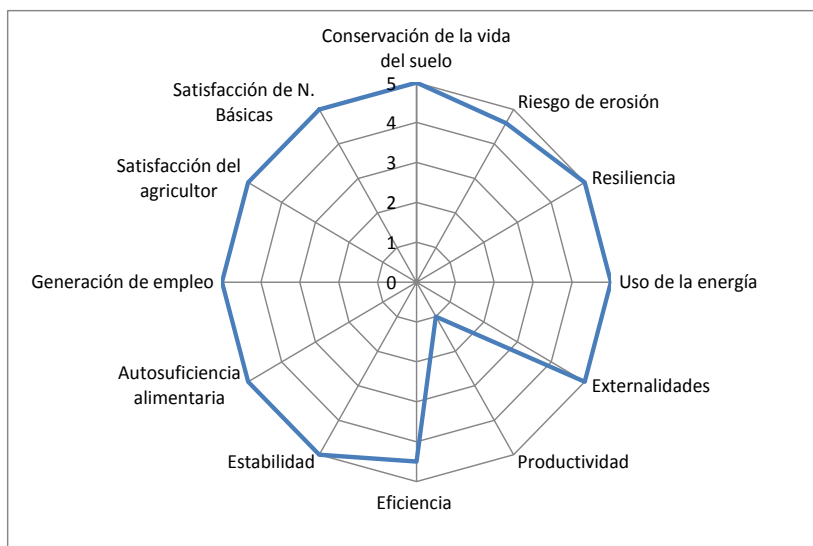 Conservación de la vida
del suelo
Riesgo de erosión
Resiliencia
Uso de la energía
Externalidades
Productividad
Eficiencia
Estabilidad
Autosuficiencia
alimentaria
Generación de empleo
Satisfacción del
agricultor
Satisfacción de N.
Básicas
5
4
3
2
1
0